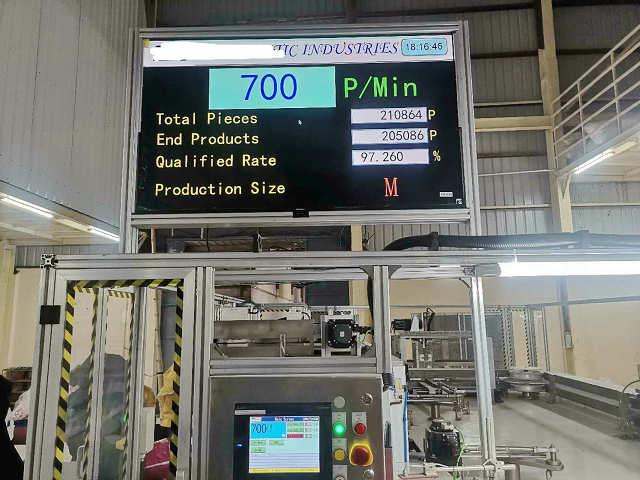 TIC INDUSTRIES 18:16:46
700 P/Min
Total Pieces 210864 P
End Products 205086 P
Qualified Rate 97.260 %
Production Size M
700